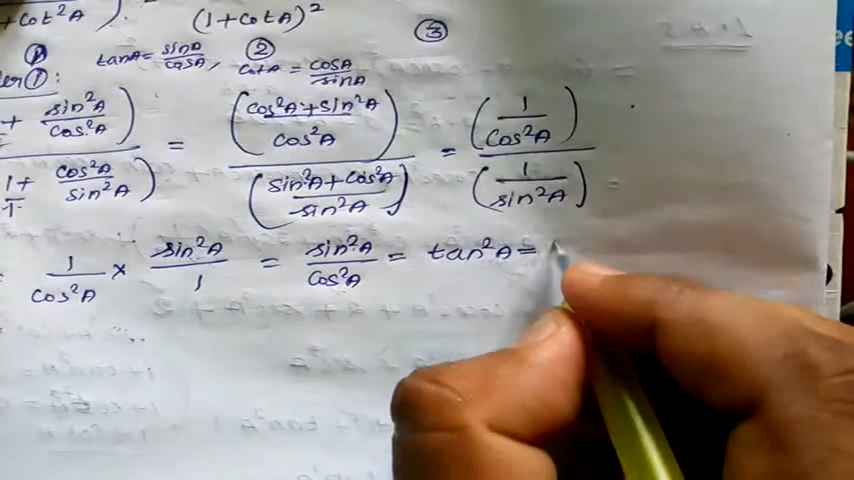 +cot²A ) . (1+cotA)²
① ② ③
tanA = sinA/cosA, cotA = cosA/sinA
①:
+ sin²A/cos²A ) = ( (cos²A + sin²A)/cos²A ) = ( 1/cos²A )
1/1 + cos²A/sin²A ) ( (sin²A + cos²A)/sin²A ) ( 1/sin²A )
= 1/cos²A × sin²A/1 = sin²A/cos²A = tan²A =